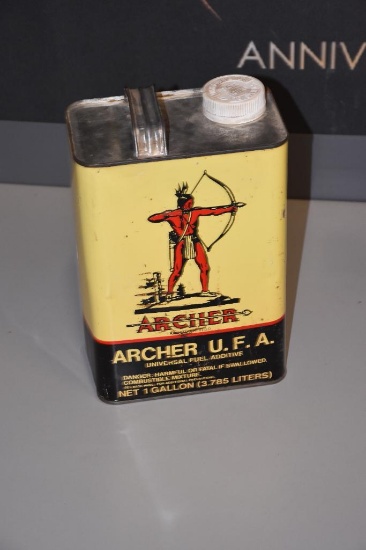 ANNIV
ARCHER
ARCHER U.F.A.
UNIVERSAL FUEL ADDITIVE
DANGER: HARMFUL OR FATAL IF SWALLOWED.
COMBUSTIBLE MIXTURE.
NET 1 GALLON (3.785 LITERS)